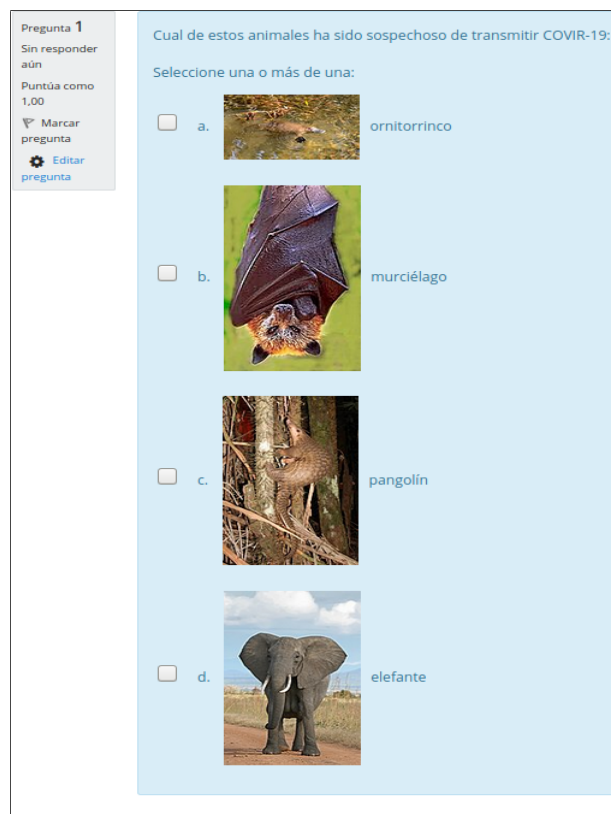 Pregunta 1
Sin responder
aún
Puntúa como
1,00
Marcar
pregunta
Editar
pregunta
Cual de estos animales ha sido sospechoso de transmitir COVIR-19:
Seleccione una o más de una:
a. ornitorrinco
b. murciélago
c. pangolín
d. elefante